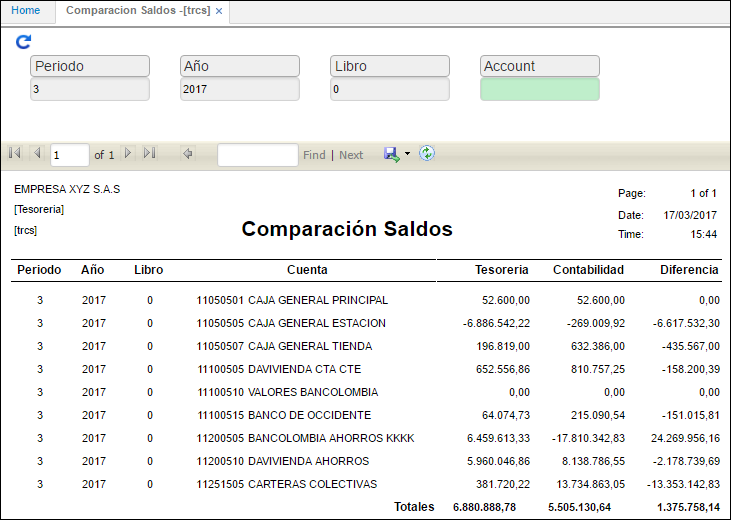 Home Comparacion Saldos -[trcs] ×
Periodo Año Libro Account
3 2017 0
1 of 1 Find | Next
EMPRESA XYZ S.A.S
[Tesoreria]
[trcs]
Comparación Saldos
Page: 1 of 1
Date: 17/03/2017
Time: 15:44
Periodo Año Libro Cuenta Tesoreria Contabilidad Diferencia
3 2017 0 11050501 CAJA GENERAL PRINCIPAL 52.600,00 52.600,00 0,00
3 2017 0 11050505 CAJA GENERAL ESTACION -6.886.542,22 -269.009,92 -6.617.532,30
3 2017 0 11050507 CAJA GENERAL TIENDA 196.819,00 632.386,00 -435.567,00
3 2017 0 11100505 DAVIVIENDA CTA CTE 652.556,86 810.757,25 -158.200,39
3 2017 0 11100510 VALORES BANCOLOMBIA 0,00 0,00 0,00
3 2017 0 11100515 BANCO DE OCCIDENTE 64.074,73 215.090,54 -151.015,81
3 2017 0 11200505 BANCOLOMBIA AHORROS KKKK 6.459.613,33 -17.810.342,83 24.269.956,16
3 2017 0 11200510 DAVIVIENDA AHORROS 5.960.046,86 8.138.786,55 -2.178.739,69
3 2017 0 11251505 CARTERAS COLECTIVAS 381.720,22 13.734.863,05 -13.353.142,83
Totales 6.880.888,78 5.505.130,64 1.375.758,14